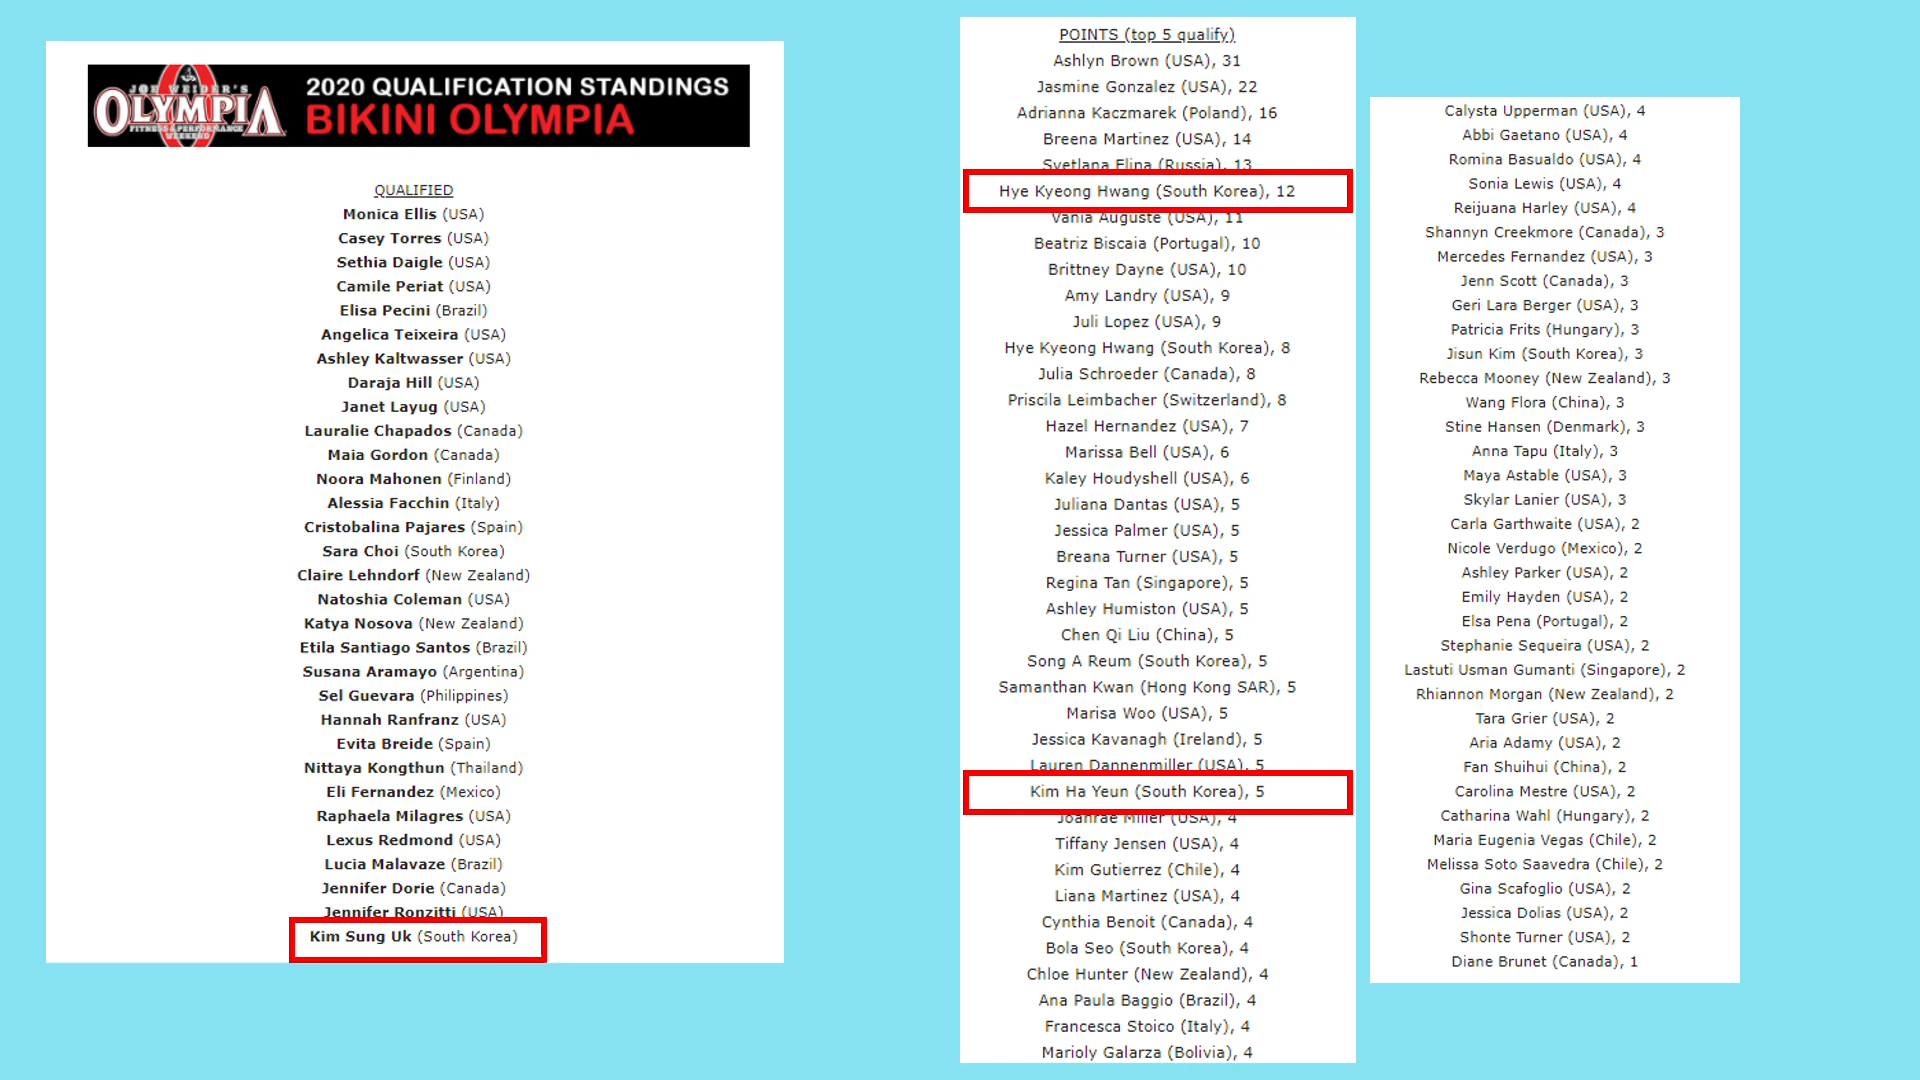 JOE WEIDER'S
OLYMPIA
FITNESS & PERFORMANCE
WEEKEND
2020 QUALIFICATION STANDINGS
BIKINI OLYMPIA
QUALIFIED
Monica Ellis (USA)
Casey Torres (USA)
Sethia Daigle (USA)
Camile Periat (USA)
Elisa Pecini (Brazil)
Angelica Teixeira (USA)
Ashley Kaltwasser (USA)
Daraja Hill (USA)
Janet Layug (USA)
Lauralie Chapados (Canada)
Maia Gordon (Canada)
Noora Mahonen (Finland)
Alessia Facchin (Italy)
Cristobalina Pajares (Spain)
Sara Choi (South Korea)
Claire Lehndorf (New Zealand)
Natoshia Coleman (USA)
Katya Nosova (New Zealand)
Etila Santiago Santos (Brazil)
Susana Aramayo (Argentina)
Sel Guevara (Philippines)
Hannah Ranfranz (USA)
Evita Breide (Spain)
Nittaya Kongthun (Thailand)
Eli Fernandez (Mexico)
Raphaela Milagres (USA)
Lexus Redmond (USA)
Lucia Malavaze (Brazil)
Jennifer Dorie (Canada)
Jennifer Ronzitti (USA)
Kim Sung Uk (South Korea)
POINTS (top 5 qualify)
Ashlyn Brown (USA), 31
Jasmine Gonzalez (USA), 22
Adrianna Kaczmarek (Poland), 16
Breena Martinez (USA), 14
Svetlana Elina (Russia), 13
Hye Kyeong Hwang (South Korea), 12
Vania Auguste (USA), 11
Beatriz Biscaia (Portugal), 10
Brittney Dayne (USA), 10
Amy Landry (USA), 9
Juli Lopez (USA), 9
Hye Kyeong Hwang (South Korea), 8
Julia Schroeder (Canada), 8
Priscila Leimbacher (Switzerland), 8
Hazel Hernandez (USA), 7
Marissa Bell (USA), 6
Kaley Houdyshell (USA), 6
Juliana Dantas (USA), 5
Jessica Palmer (USA), 5
Breana Turner (USA), 5
Regina Tan (Singapore), 5
Ashley Humiston (USA), 5
Chen Qi Liu (China), 5
Song A Reum (South Korea), 5
Samanthan Kwan (Hong Kong SAR), 5
Marisa Woo (USA), 5
Jessica Kavanagh (Ireland), 5
Lauren Dannenmiller (USA), 5
Kim Ha Yeun (South Korea), 5
Joanrae Miller (USA), 4
Tiffany Jensen (USA), 4
Kim Gutierrez (Chile), 4
Liana Martinez (USA), 4
Cynthia Benoit (Canada), 4
Bola Seo (South Korea), 4
Chloe Hunter (New Zealand), 4
Ana Paula Baggio (Brazil), 4
Francesca Stoico (Italy), 4
Marioly Galarza (Bolivia), 4
Calysta Upperman (USA), 4
Abbi Gaetano (USA), 4
Romina Basualdo (USA), 4
Sonia Lewis (USA), 4
Reijuana Harley (USA), 4
Shannyn Creekmore (Canada), 3
Mercedes Fernandez (USA), 3
Jenn Scott (Canada), 3
Geri Lara Berger (USA), 3
Patricia Frits (Hungary), 3
Jisun Kim (South Korea), 3
Rebecca Mooney (New Zealand), 3
Wang Flora (China), 3
Stine Hansen (Denmark), 3
Anna Tapu (Italy), 3
Maya Astable (USA), 3
Skylar Lanier (USA), 3
Carla Garthwaite (USA), 2
Nicole Verdugo (Mexico), 2
Ashley Parker (USA), 2
Emily Hayden (USA), 2
Elsa Pena (Portugal), 2
Stephanie Sequeira (USA), 2
Lastuti Usman Gumanti (Singapore), 2
Rhiannon Morgan (New Zealand), 2
Tara Grier (USA), 2
Aria Adamy (USA), 2
Fan Shuihui (China), 2
Carolina Mestre (USA), 2
Catharina Wahl (Hungary), 2
Maria Eugenia Vegas (Chile), 2
Melissa Soto Saavedra (Chile), 2
Gina Scafoglio (USA), 2
Jessica Dolias (USA), 2
Shonte Turner (USA), 2
Diane Brunet (Canada), 1